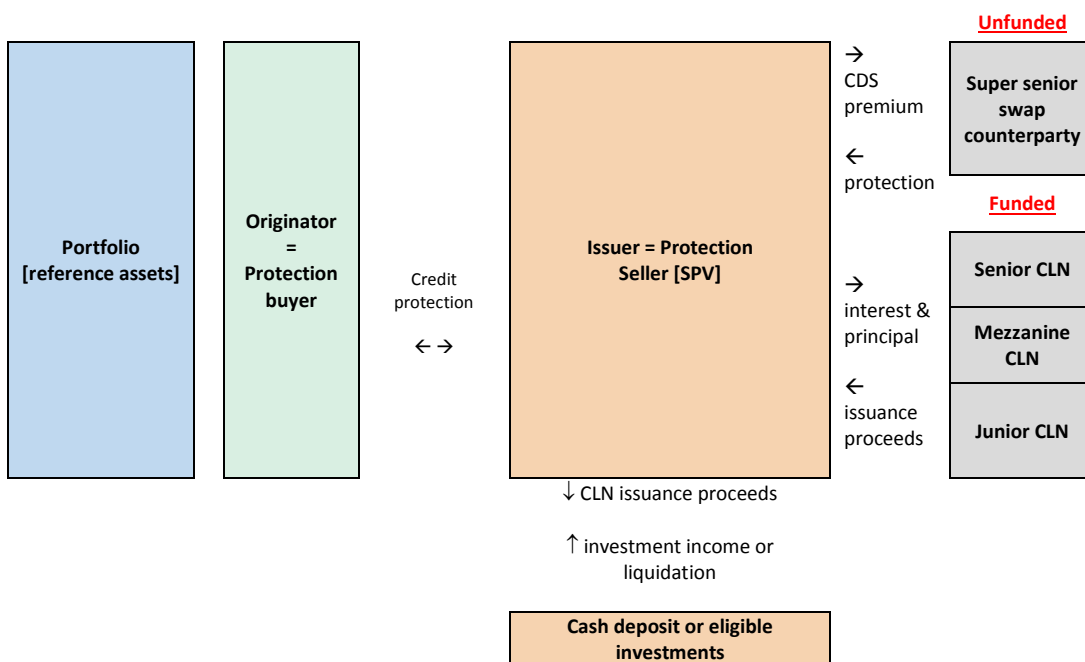 Unfunded
Super senior
swap
counterparty
→
CDS
premium
←
protection
Funded
Portfolio
[reference assets]
Originator
=
Protection
buyer
Credit
protection
← →
Issuer = Protection
Seller [SPV]
→
interest &
principal
←
issuance
proceeds
Senior CLN
Mezzanine
CLN
Junior CLN
↓ CLN issuance proceeds
↑ investment income or
liquidation
Cash deposit or eligible
investments